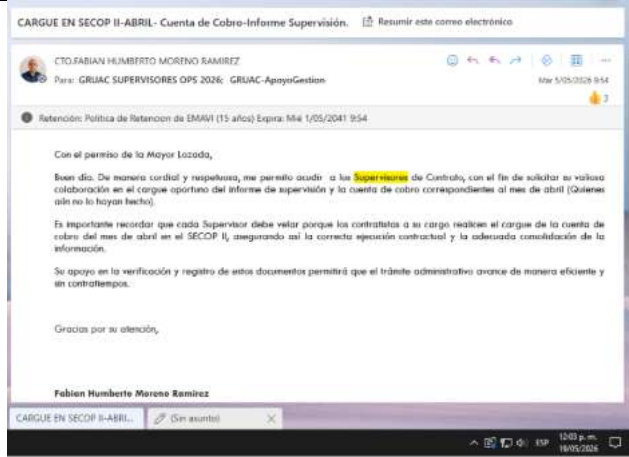 CARGUE EN SECOP II-ABRIL- Cuenta de Cobro-Informe Supervisión. Resumir este correo electrónico
CTO.FABIAN HUMBERTO MORENO RAMIREZ
Para: GRUAC SUPERVISORES OPS 2026; GRUAC-ApoyoGestion
Mar 5/05/2026 9:54
3
Retención: Política de Retencion de EMAVI (15 años) Expira: Mié 1/05/2041 9:54
Con el permiso de la Mayor Lozada,
Buen día. De manera cordial y respetuosa, me permito acudir a los Supervisores de Contrato, con el fin de solicitar su valiosa
colaboración en el cargue oportuno del informe de supervisión y la cuenta de cobro correspondientes al mes de abril (Quienes
aún no lo hayan hecho).
Es importante recordar que cada Supervisor debe velar porque los contratistas a su cargo realicen el cargue de la cuenta de
cobro del mes de abril en el SECOP II, asegurando así la correcta ejecución contractual y la adecuada consolidación de la
información.
Su apoyo en la verificación y registro de estos documentos permitirá que el trámite administrativo avance de manera eficiente y
sin contratiempos.
Gracias por su atención,
Fabian Humberto Moreno Ramirez
CARGUE EN SECOP II-ABRI... (Sin asunto)
ESP 12:03 p. m.
19/05/2026